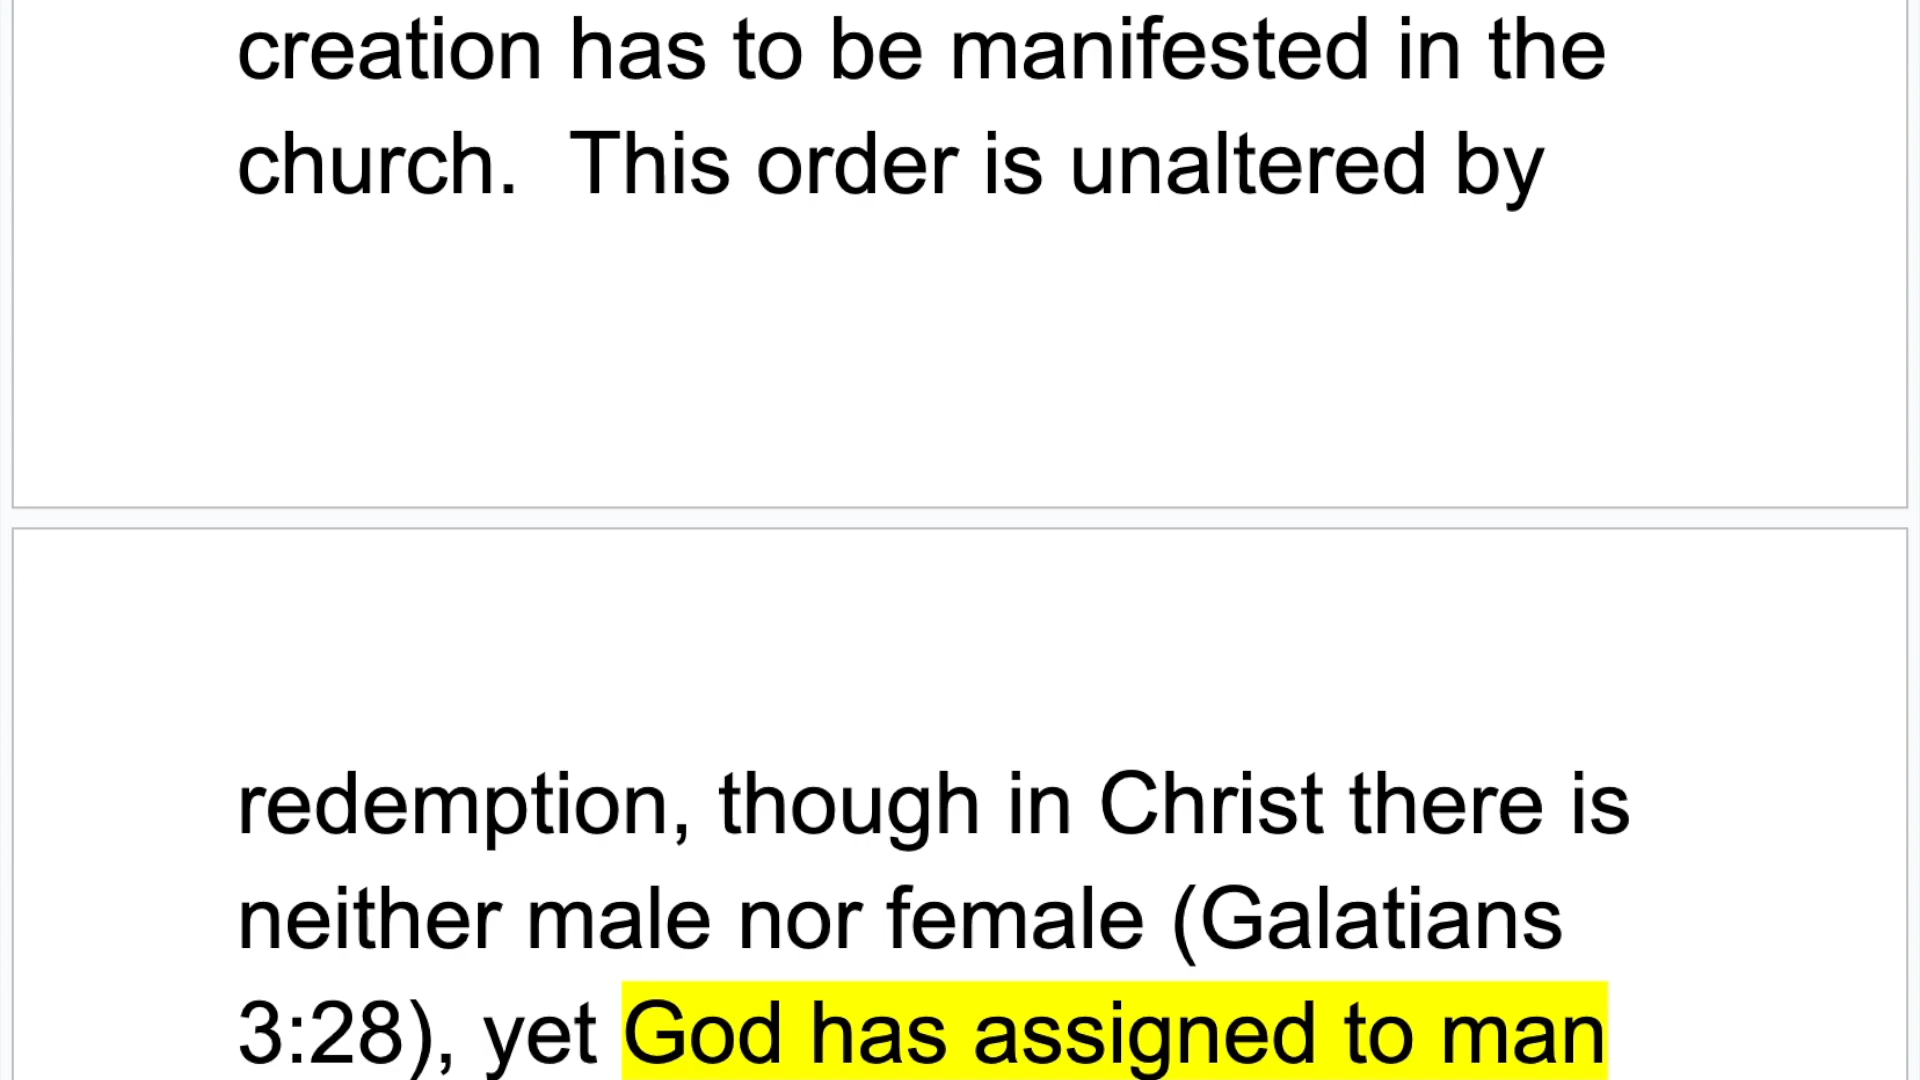 creation has to be manifested in the
church.  This order is unaltered by
redemption, though in Christ there is
neither male nor female (Galatians
3:28), yet God has assigned to man